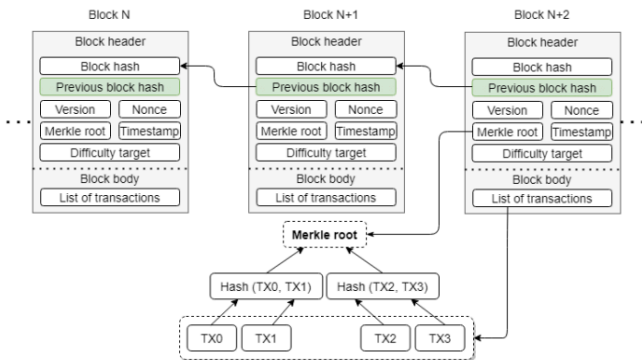 Block N
Block header
Block hash
Previous block hash
Version
Nonce
Merkle root
Timestamp
Difficulty target
Block body
List of transactions
Block N+1
Block header
Block hash
Previous block hash
Version
Nonce
Merkle root
Timestamp
Difficulty target
Block body
List of transactions
Block N+2
Block header
Block hash
Previous block hash
Version
Nonce
Merkle root
Timestamp
Difficulty target
Block body
List of transactions
Merkle root
Hash (TX0, TX1)
Hash (TX2, TX3)
TX0
TX1
TX2
TX3